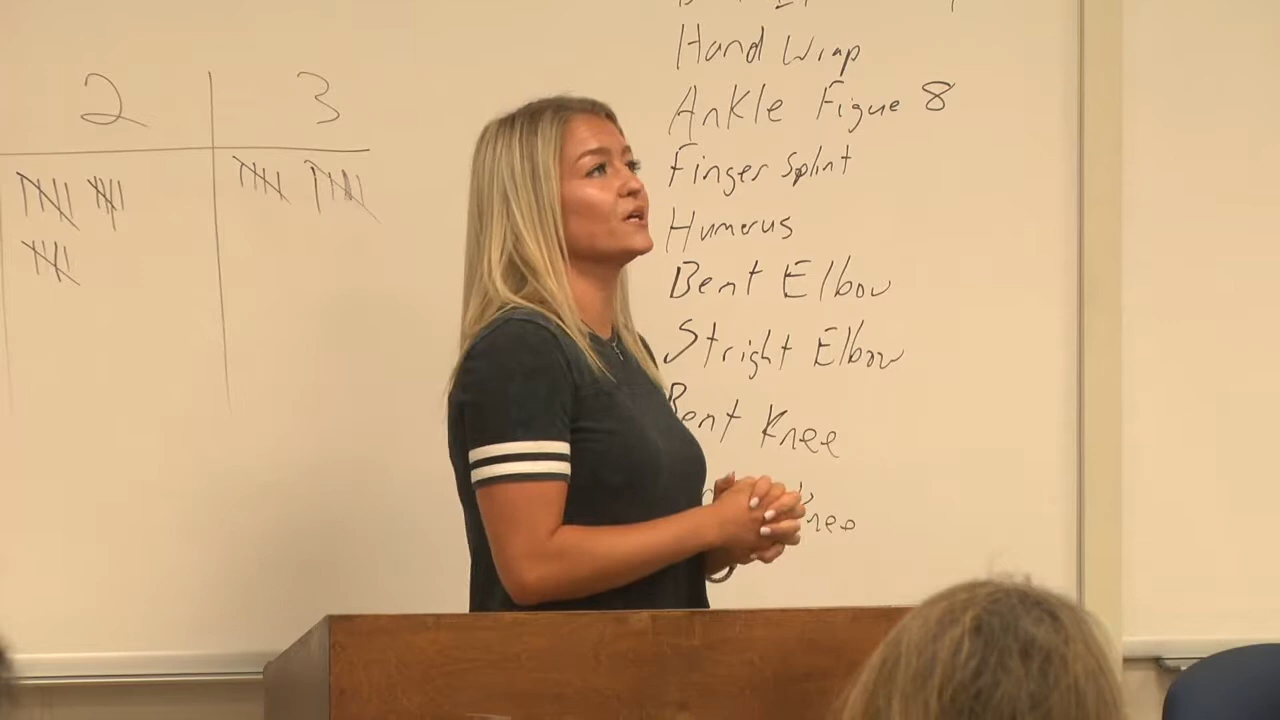 2 3
Hand Wrap
Ankle Figue 8
Finger Splint
Humerus
Bent Elbow
Stright Elbow
Bent Knee